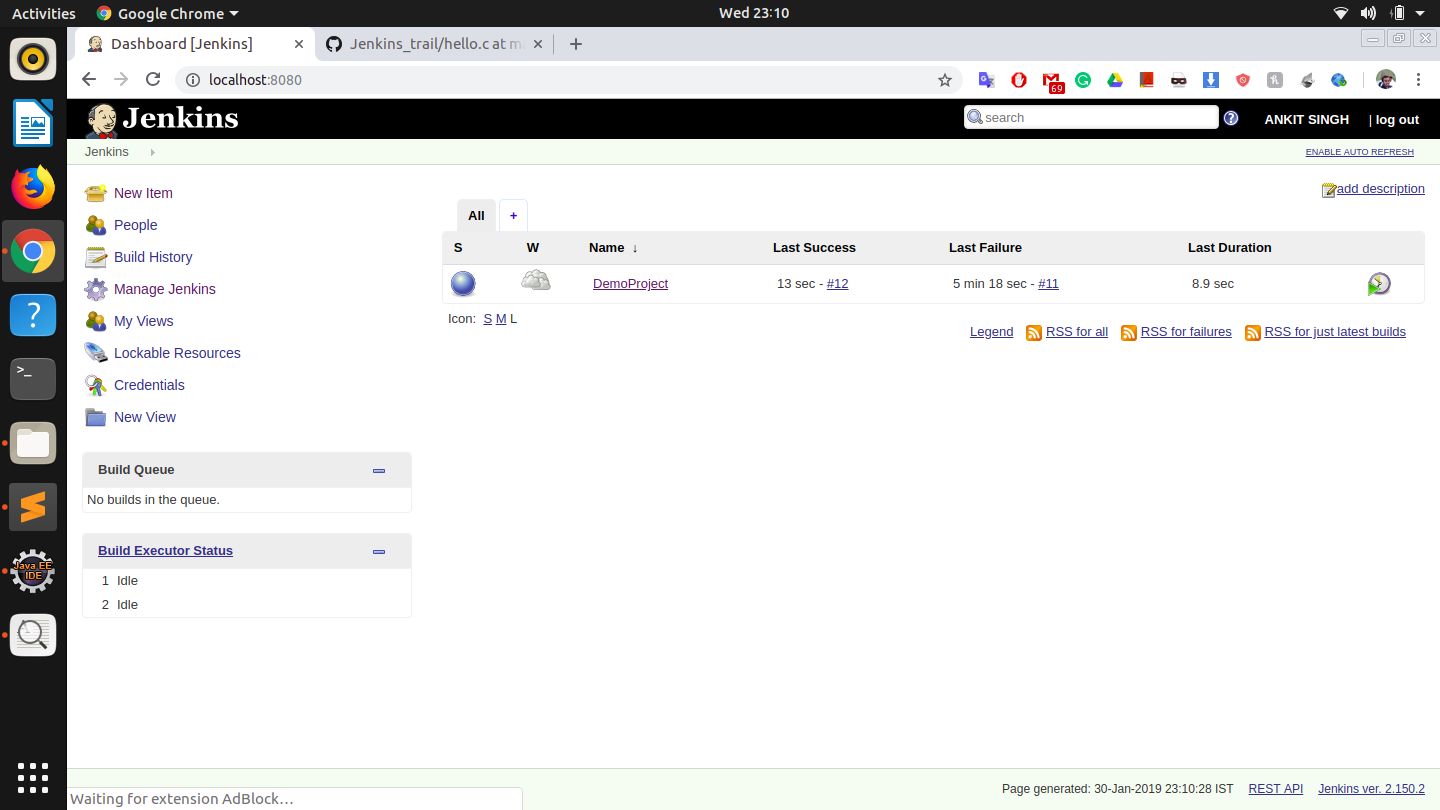 Activities Google Chrome Wed 23:10
Dashboard [Jenkins] Jenkins_trail/hello.c at m
localhost:8080 69
Jenkins search ANKIT SINGH | log out
Jenkins ENABLE AUTO REFRESH
New Item
People
Build History
Manage Jenkins
My Views
Lockable Resources
Credentials
New View
Build Queue
No builds in the queue.
Build Executor Status
1 Idle
2 Idle
add description
All +
S W Name ↓ Last Success Last Failure Last Duration
DemoProject 13 sec - #12 5 min 18 sec - #11 8.9 sec
Icon: S M L
Legend RSS for all RSS for failures RSS for just latest builds
>_
Java EE
IDE
Page generated: 30-Jan-2019 23:10:28 IST REST API Jenkins ver. 2.150.2
Waiting for extension AdBlock…